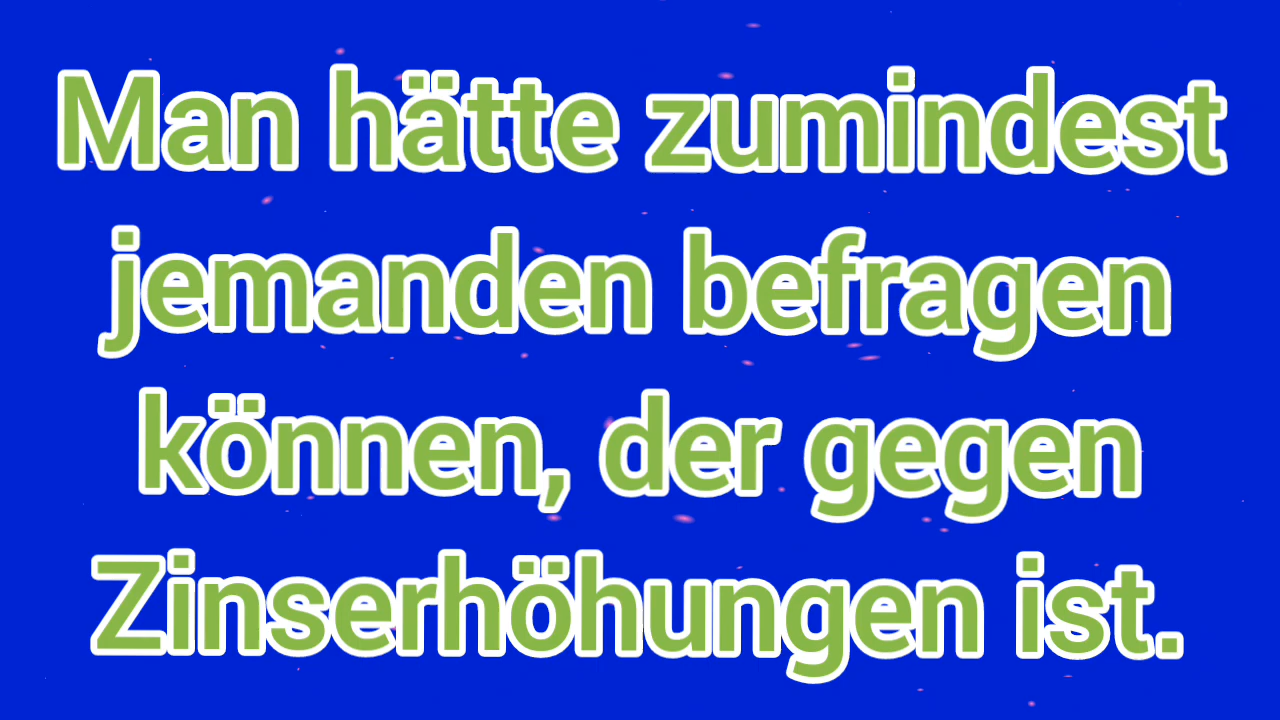 Man hätte zumindest
jemanden befragen
können, der gegen
Zinserhöhungen ist.